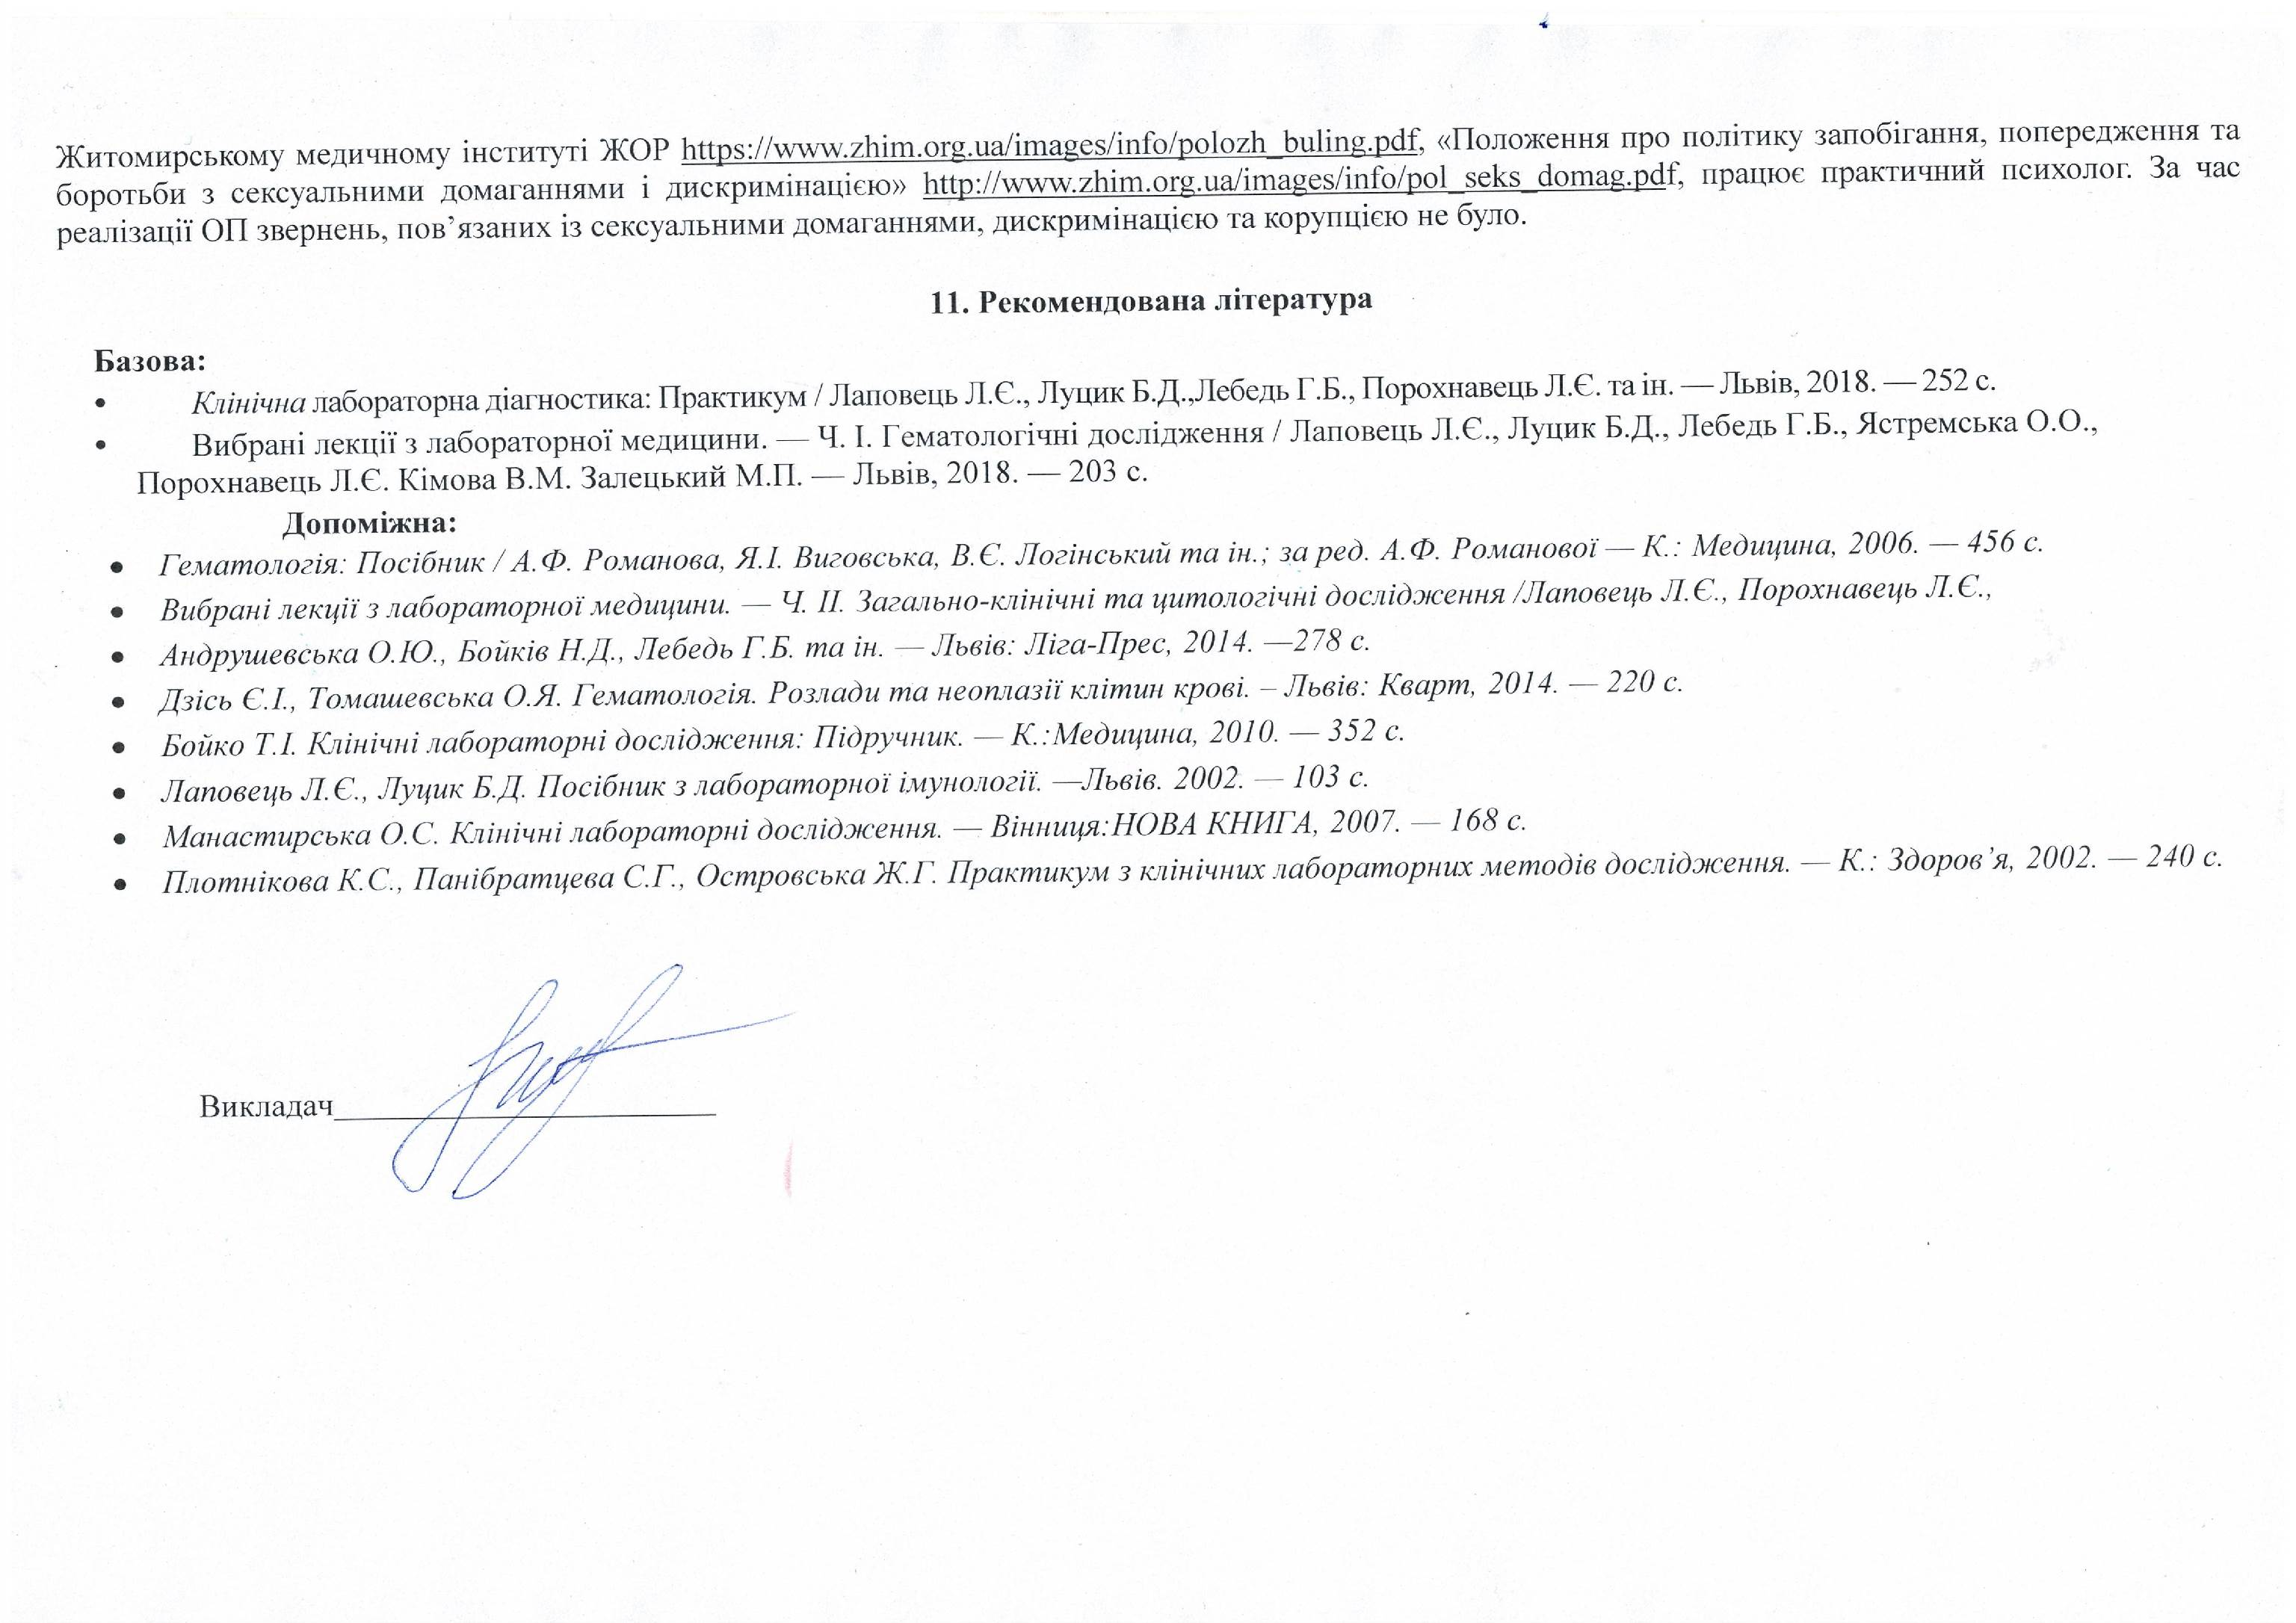 Житомирському медичному інституті ЖОР https://www.zhim.org.ua/images/info/polozh_buling.pdf, «Положення про політику запобігання, попередження та
боротьби з сексуальними домаганнями і дискримінацією» http://www.zhim.org.ua/images/info/pol_seks_domag.pdf, працює практичний психолог. За час
реалізації ОП звернень, пов’язаних із сексуальними домаганнями, дискримінацією та корупцією не було.
11. Рекомендована література
Базова:
• Клінічна лабораторна діагностика: Практикум / Лаповець Л.Є., Луцик Б.Д.,Лебедь Г.Б., Порохнавець Л.Є. та ін. — Львів, 2018. — 252 с.
• Вибрані лекції з лабораторної медицини. — Ч. І. Гематологічні дослідження / Лаповець Л.Є., Луцик Б.Д., Лебедь Г.Б., Ястремська О.О.,
Порохнавець Л.Є. Кімова В.М. Залецький М.П. — Львів, 2018. — 203 с.
Допоміжна:
• Гематологія: Посібник / А.Ф. Романова, Я.І. Виговська, В.Є. Логінський та ін.; за ред. А.Ф. Романової — К.: Медицина, 2006. — 456 с.
• Вибрані лекції з лабораторної медицини. — Ч. ІІ. Загально-клінічні та цитологічні дослідження /Лаповець Л.Є., Порохнавець Л.Є.,
• Андрушевська О.Ю., Бойків Н.Д., Лебедь Г.Б. та ін. — Львів: Ліга-Прес, 2014. —278 с.
• Дзісь Є.І., Томашевська О.Я. Гематологія. Розлади та неоплазії клітин крові. – Львів: Кварт, 2014. — 220 с.
• Бойко Т.І. Клінічні лабораторні дослідження: Підручник. — К.:Медицина, 2010. — 352 с.
• Лаповець Л.Є., Луцик Б.Д. Посібник з лабораторної імунології. —Львів. 2002. — 103 с.
• Манастирська О.С. Клінічні лабораторні дослідження. — Вінниця:НОВА КНИГА, 2007. — 168 с.
• Плотнікова К.С., Панібратцева С.Г., Островська Ж.Г. Практикум з клінічних лабораторних методів дослідження. — К.: Здоров’я, 2002. — 240 с.
Викладач